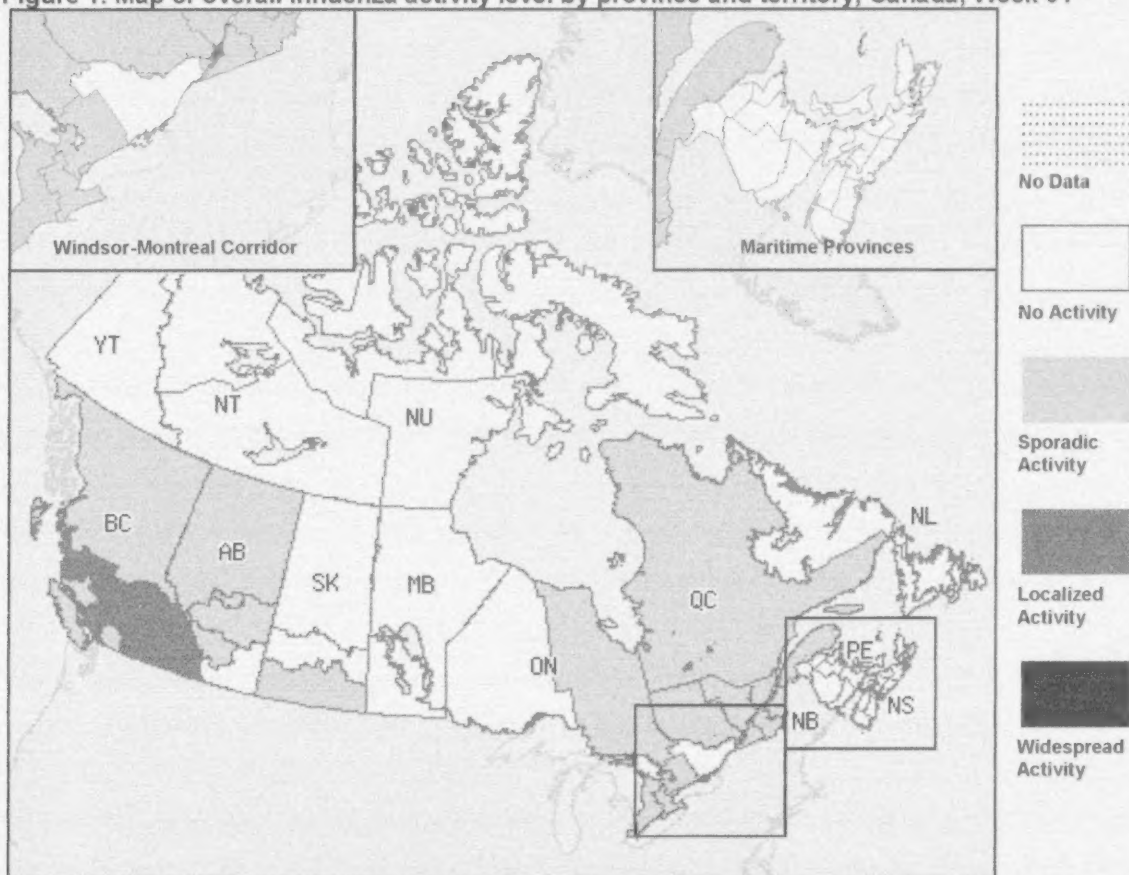 Figure 1. Map of overall influenza activity level by province and territory, Canada, Week
Windsor-Montreal Corridor
Maritime Provinces
No Data
No Activity
Sporadic
Activity
Localized
Activity
Widespread
Activity
YT
NT
NU
BC
AB
SK
MB
ON
QC
NL
PE
NB
NS